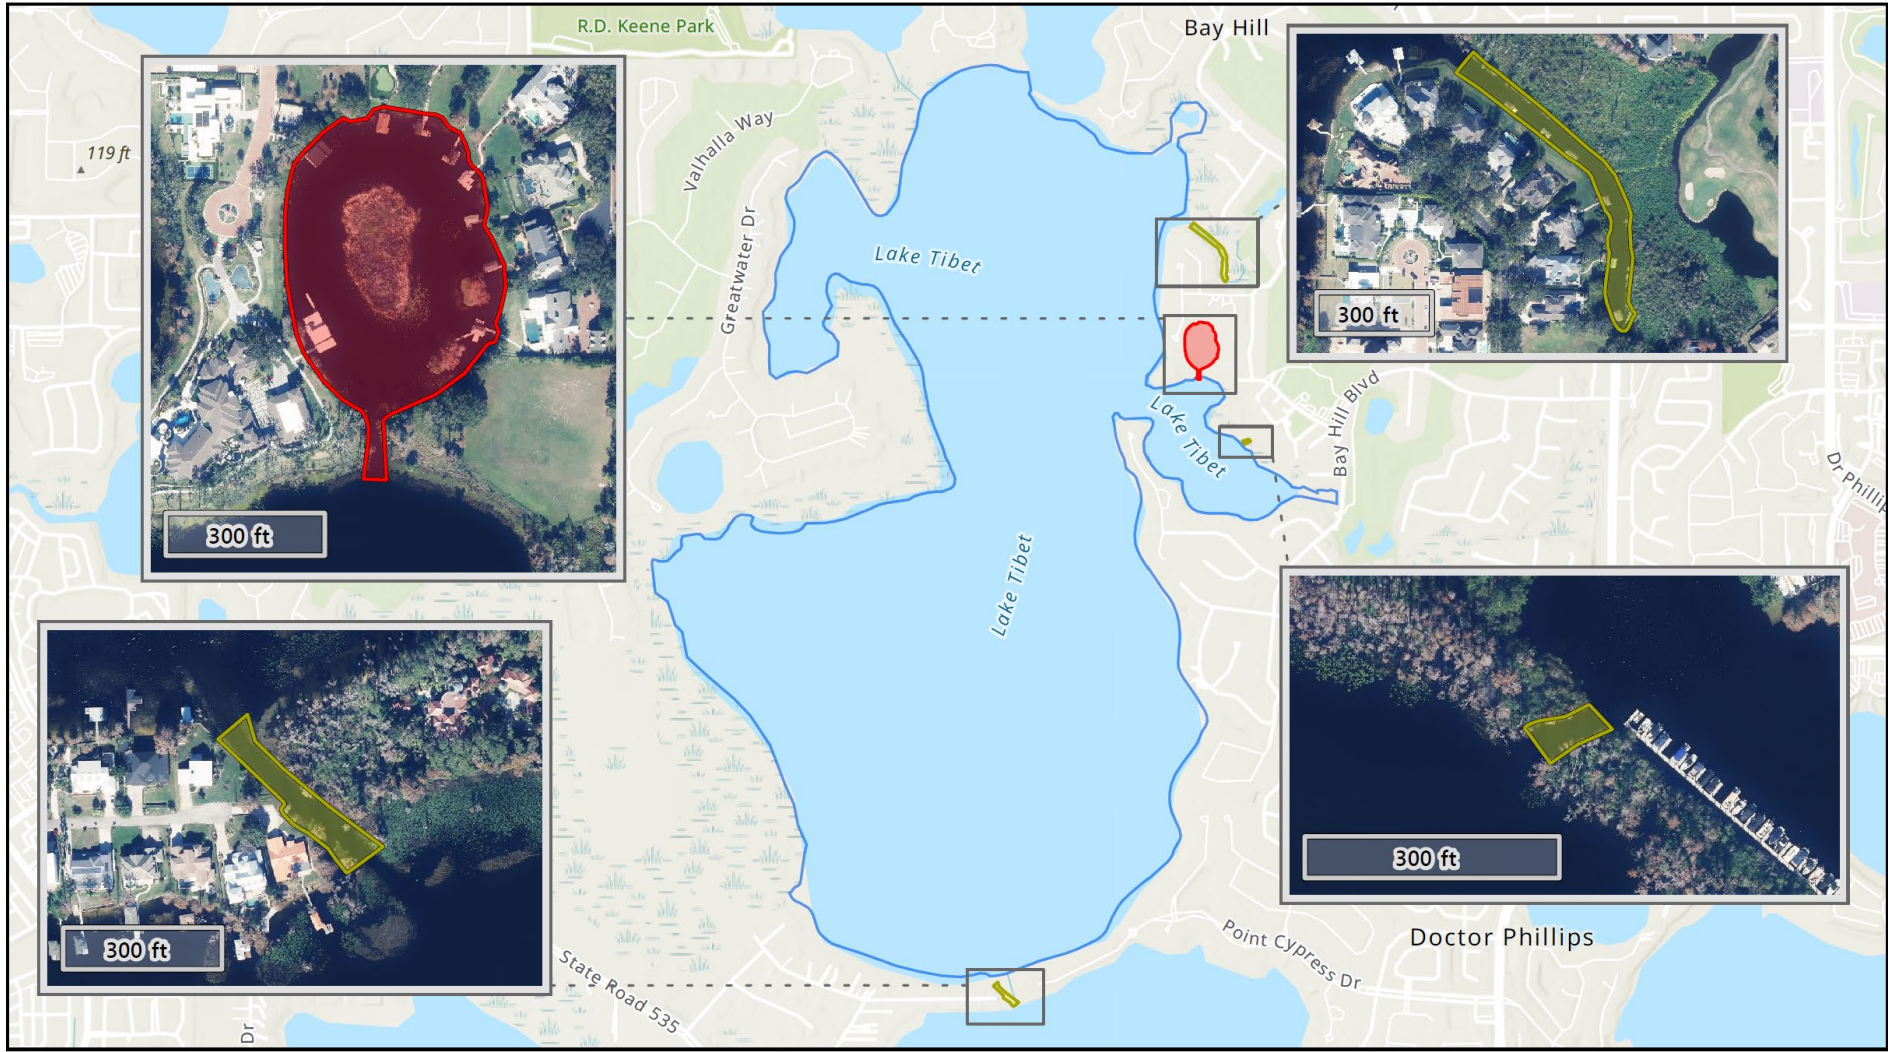 R.D. Keene Park
Bay Hill
119 ft
Valhalla Way
Greatwater Dr
Lake Tibet
300 ft
Bay Hill Blvd
Lake Tibet
Dr Phillip
300 ft
Lake Tibet
300 ft
300 ft
Doctor Phillips
Point Cypress Dr
State Road 535
Dr